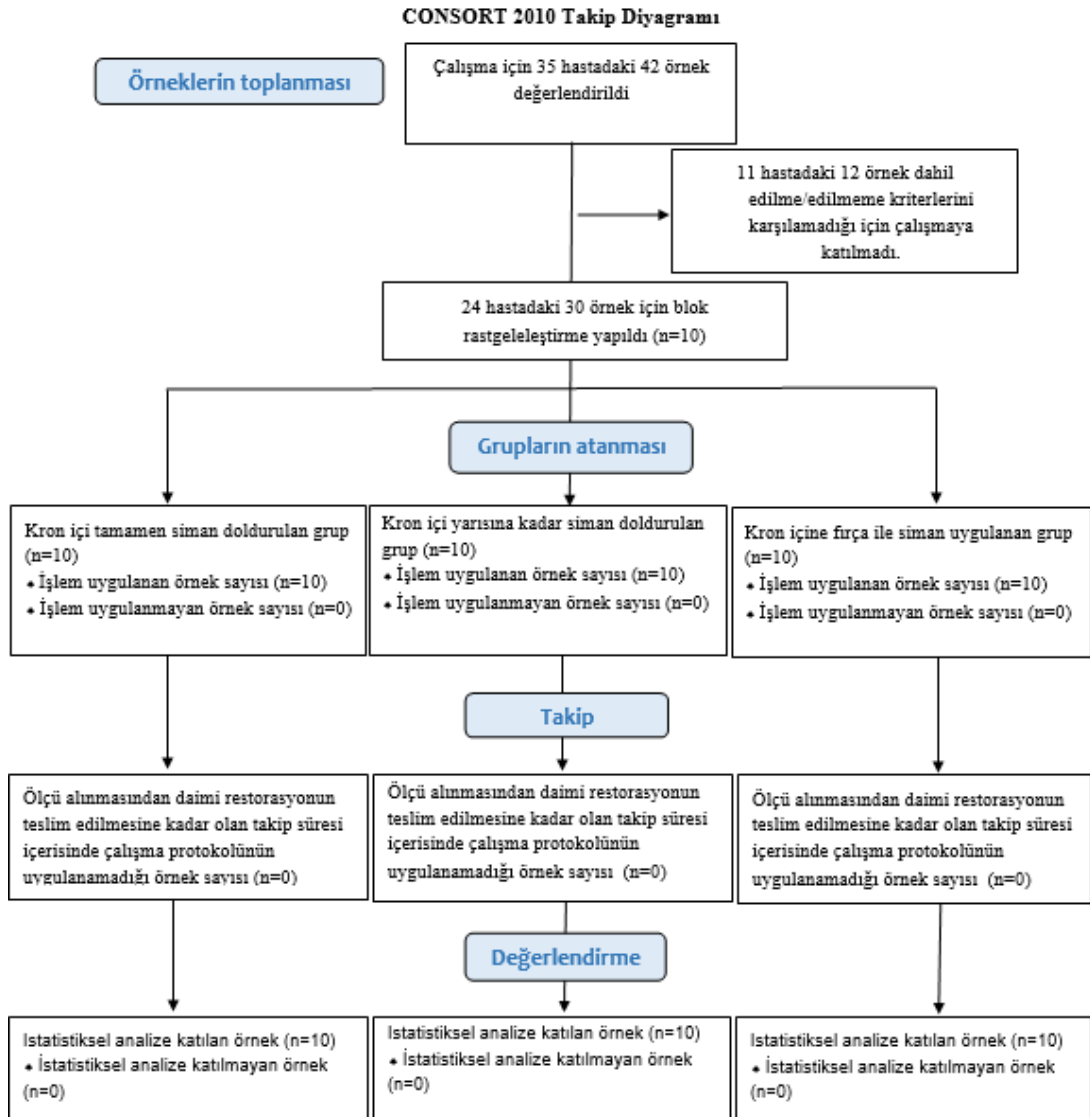 CONSORT 2010 Takip Diyagramı
Örneklerin toplanması
Çalışma için 35 hastadaki 42 örnek
değerlendirildi
11 hastadaki 12 örnek dahil
edilme/edilmeme kriterlerini
karşılamadığı için çalışmaya
katılmadı.
24 hastadaki 30 örnek için blok
rastgeleleştirme yapıldı (n=10)
Grupların atanması
Kron içi tamamen siman doldurulan grup
(n=10)
• İşlem uygulanan örnek sayısı (n=10)
• İşlem uygulanmayan örnek sayısı (n=0)
Kron içi yarısına kadar siman doldurulan
grup (n=10)
• İşlem uygulanan örnek sayısı (n=10)
• İşlem uygulanmayan örnek sayısı (n=0)
Kron içine fırça ile siman uygulanan grup
(n=10)
• İşlem uygulanan örnek sayısı (n=10)
• İşlem uygulanmayan örnek sayısı (n=0)
Takip
Ölçü alınmasından daimi restorasyonun
teslim edilmesine kadar olan takip süresi
içerisinde çalışma protokolünün
uygulanamadığı örnek sayısı (n=0)
Ölçü alınmasından daimi restorasyonun
teslim edilmesine kadar olan takip süresi
içerisinde çalışma protokolünün
uygulanamadığı örnek sayısı (n=0)
Ölçü alınmasından daimi restorasyonun
teslim edilmesine kadar olan takip süresi
içerisinde çalışma protokolünün
uygulanamadığı örnek sayısı (n=0)
Değerlendirme
Istatistiksel analize katılan örnek (n=10)
• İstatistiksel analize katılmayan örnek
(n=0)
Istatistiksel analize katılan örnek (n=10)
• İstatistiksel analize katılmayan örnek
(n=0)
Istatistiksel analize katılan örnek (n=10)
• İstatistiksel analize katılmayan örnek
(n=0)